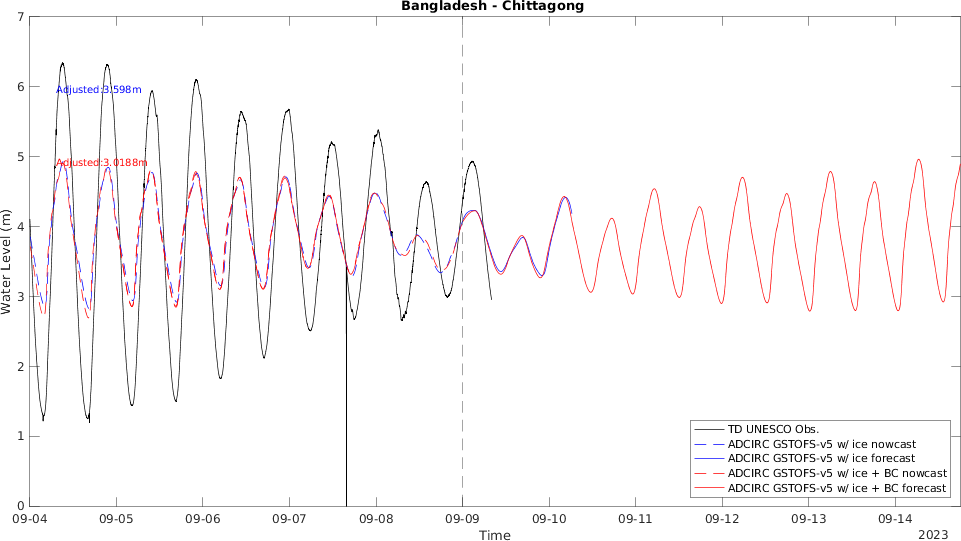 Bangladesh - Chittagong
7
6
5
4
3
2
1
0
Water Level (m)
Adjusted:3.598m
Adjusted:3.0188m
TD UNESCO Obs.
ADCIRC GSTOFS-v5 w/ ice nowcast
ADCIRC GSTOFS-v5 w/ ice forecast
ADCIRC GSTOFS-v5 w/ ice + BC nowcast
ADCIRC GSTOFS-v5 w/ ice + BC forecast
09-04 09-05 09-06 09-07 09-08 09-09 09-10 09-11 09-12 09-13 09-14
Time
2023